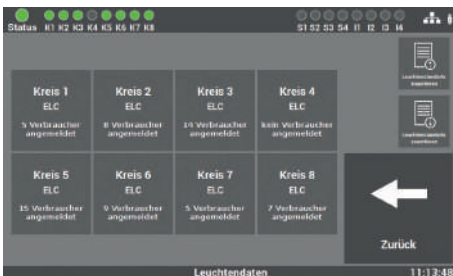 Status K1 K2 K3 K4 K5 K6 K7 K8 S1 S2 S3 S4 I1 I2 I3 I4
Kreis 1
ELC
5 Verbraucher
angemeldet
Kreis 2
ELC
8 Verbraucher
angemeldet
Kreis 3
ELC
14 Verbraucher
angemeldet
Kreis 4
ELC
kein Verbraucher
angemeldet
Kreis 5
ELC
15 Verbraucher
angemeldet
Kreis 6
ELC
9 Verbraucher
angemeldet
Kreis 7
ELC
5 Verbraucher
angemeldet
Kreis 8
ELC
7 Verbraucher
angemeldet
Zurück
Leuchtendaten 11:13:48